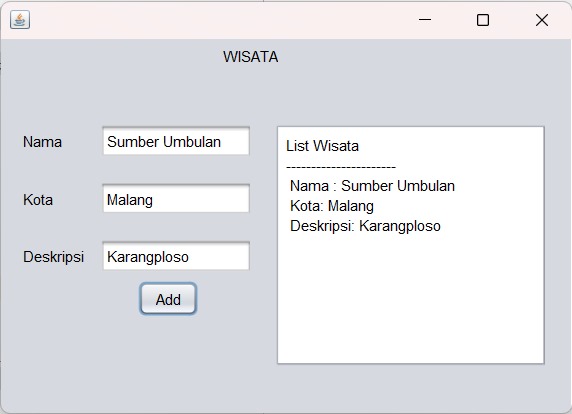 WISATA
Nama
Sumber Umbulan
Kota
Malang
Deskripsi
Karangploso
Add
List Wisata
----------------------
Nama : Sumber Umbulan
Kota: Malang
Deskripsi: Karangploso